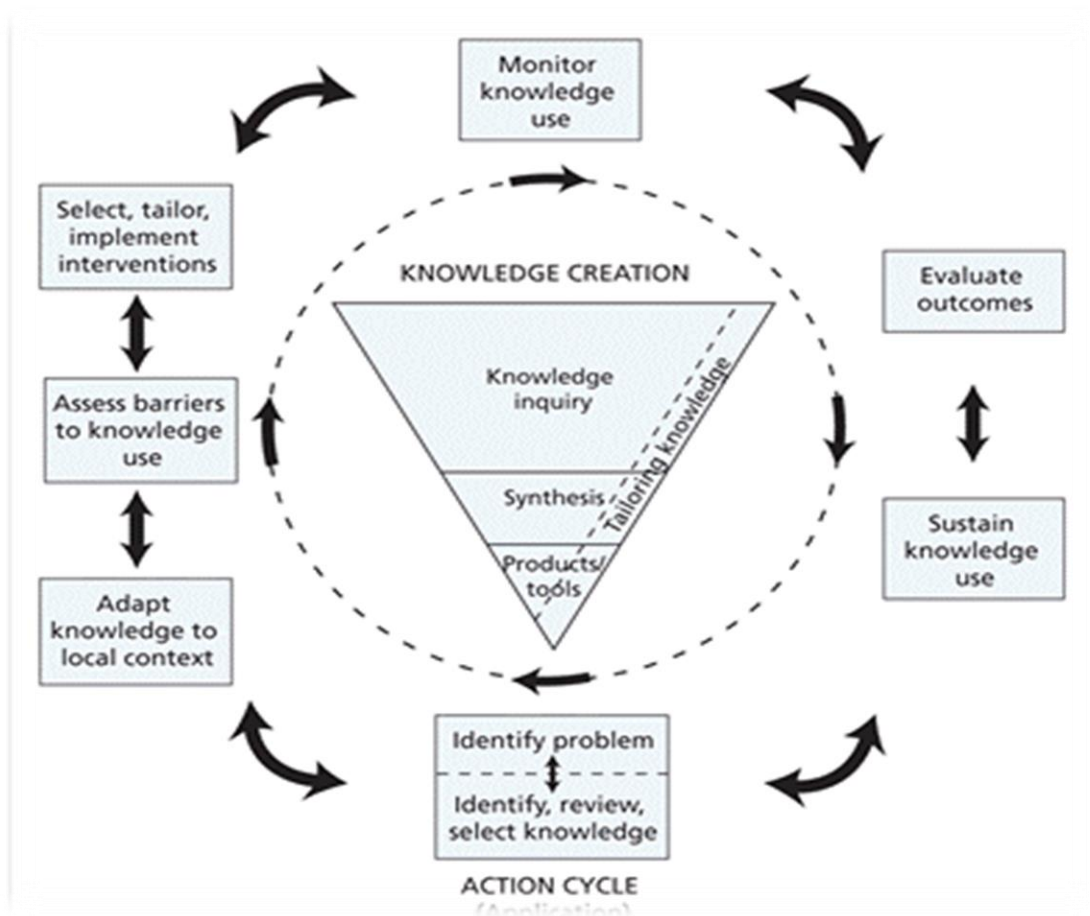 Monitor
knowledge
use
Select, tailor,
implement
interventions
Evaluate
outcomes
KNOWLEDGE CREATION
Knowledge
inquiry
Tailoring knowledge
Synthesis
Products/
tools
Assess barriers
to knowledge
use
Sustain
knowledge
use
Adapt
knowledge to
local context
Identify problem
Identify, review,
select knowledge
ACTION CYCLE
(Application)